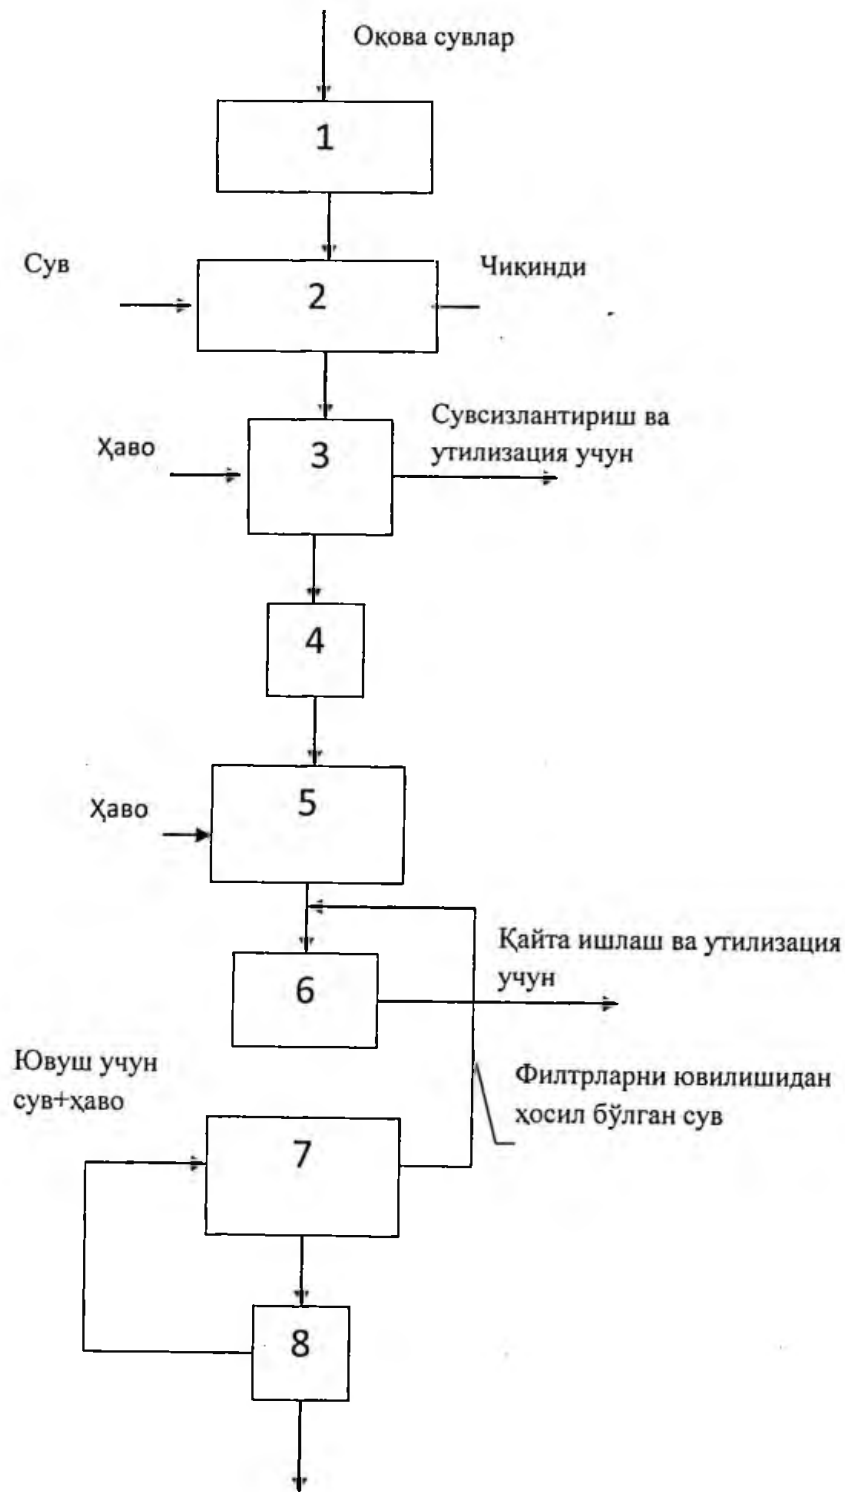 Оқова сувлар
1
Сув
2
Чиқинди
Ҳаво
3
Сувсизлантириш ва
утилизация учун
4
5
Ҳаво
6
Қайта ишлаш ва утилизация
учун
Ювуш учун
сув+ҳаво
7
Филтрларни ювилишидан
ҳосил бўлган сув
8